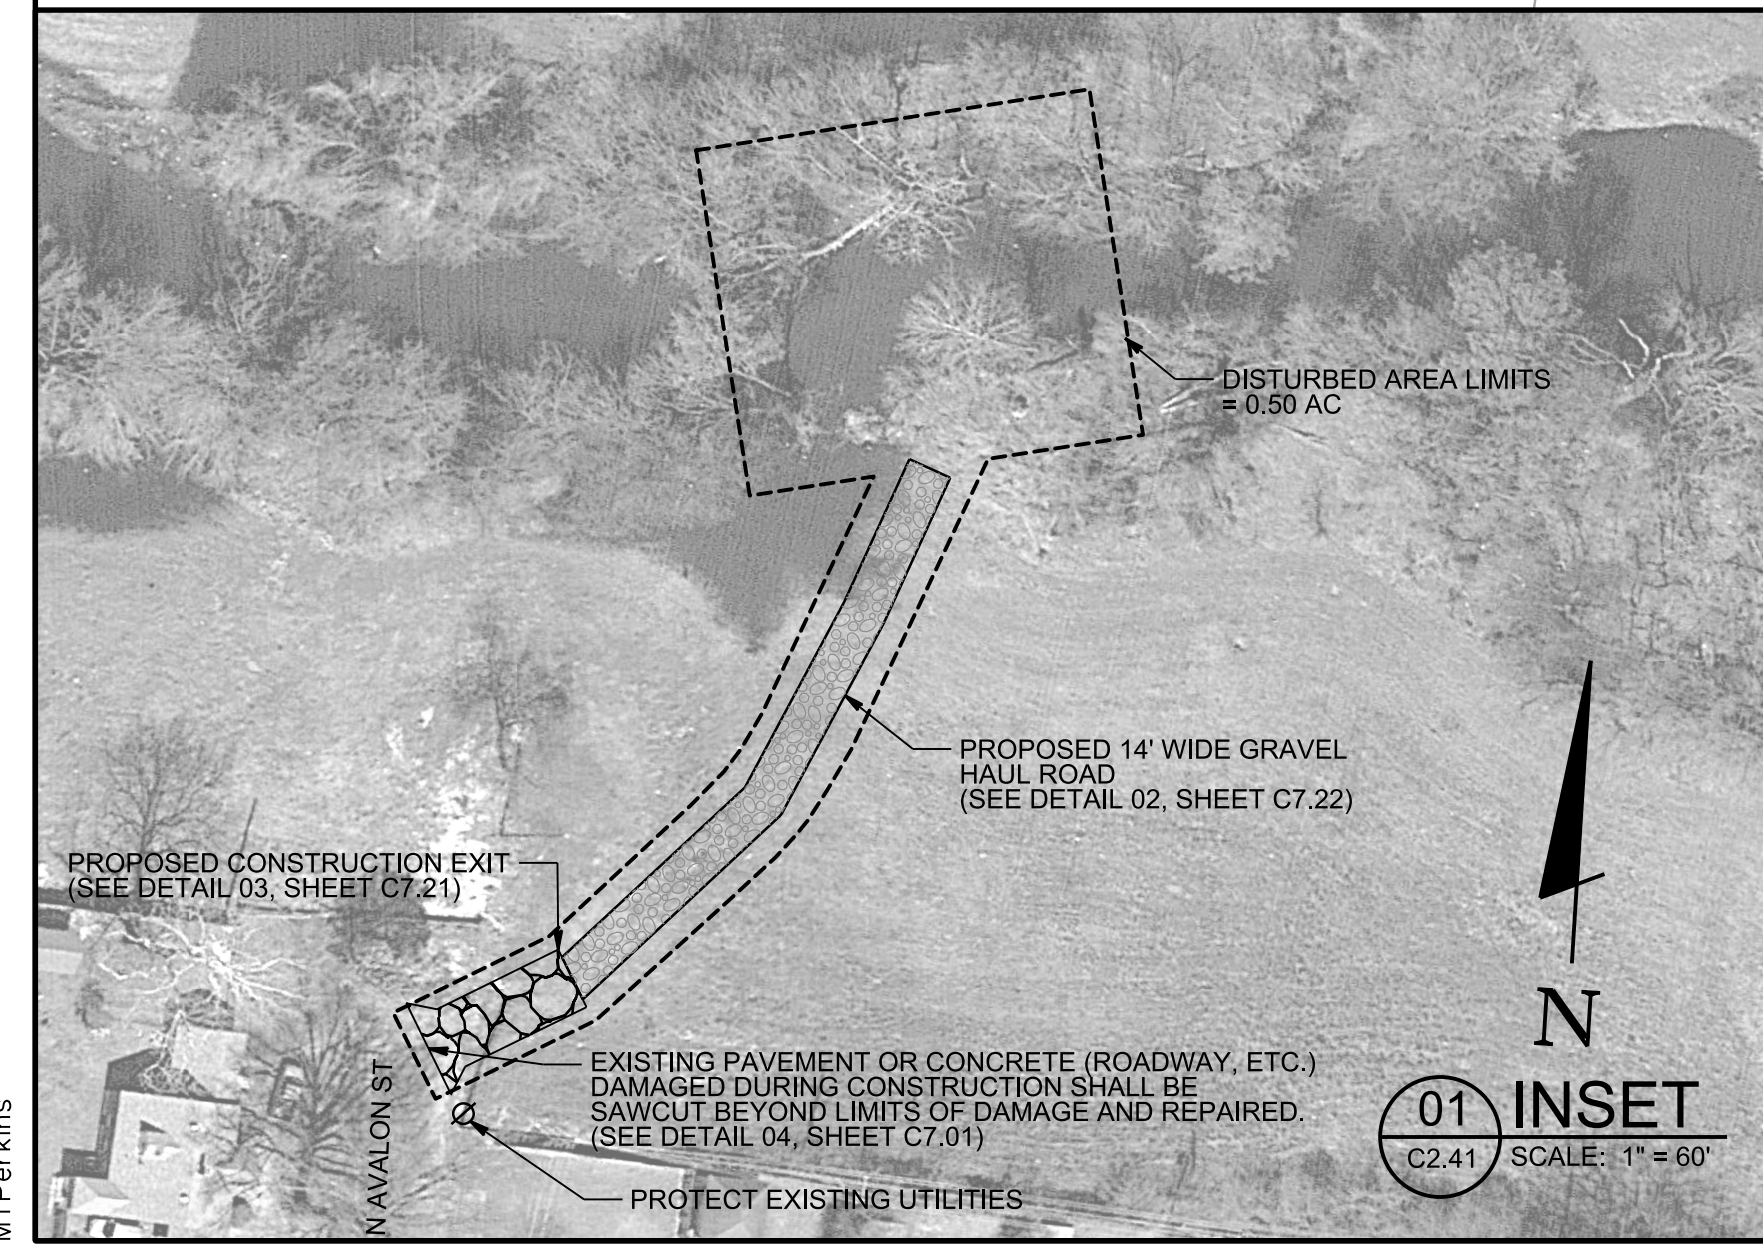 DISTURBED AREA LIMITS
= 0.50 AC
PROPOSED 14' WIDE GRAVEL
HAUL ROAD
(SEE DETAIL 02, SHEET C7.22)
PROPOSED CONSTRUCTION EXIT
(SEE DETAIL 03, SHEET C7.21)
EXISTING PAVEMENT OR CONCRETE (ROADWAY, ETC.)
DAMAGED DURING CONSTRUCTION SHALL BE
SAWCUT BEYOND LIMITS OF DAMAGE AND REPAIRED.
(SEE DETAIL 04, SHEET C7.01)
N AVALON ST
PROTECT EXISTING UTILITIES
N
01
C2.41
INSET
SCALE: 1" = 60'